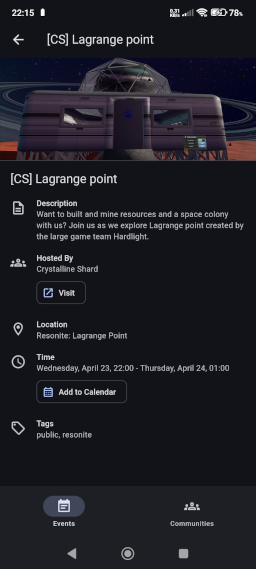 22:15
0,31
KB/s
78%
[CS] Lagrange point
[CS] Lagrange point
Description
Want to built and mine resources and a space colony
with us? Join us as we explore Lagrange point created by
the large game team Hardlight.
Hosted By
Crystalline Shard
Visit
Location
Resonite: Lagrange Point
Time
Wednesday, April 23, 22:00 - Thursday, April 24, 01:00
Add to Calendar
Tags
public, resonite
Events
Communities